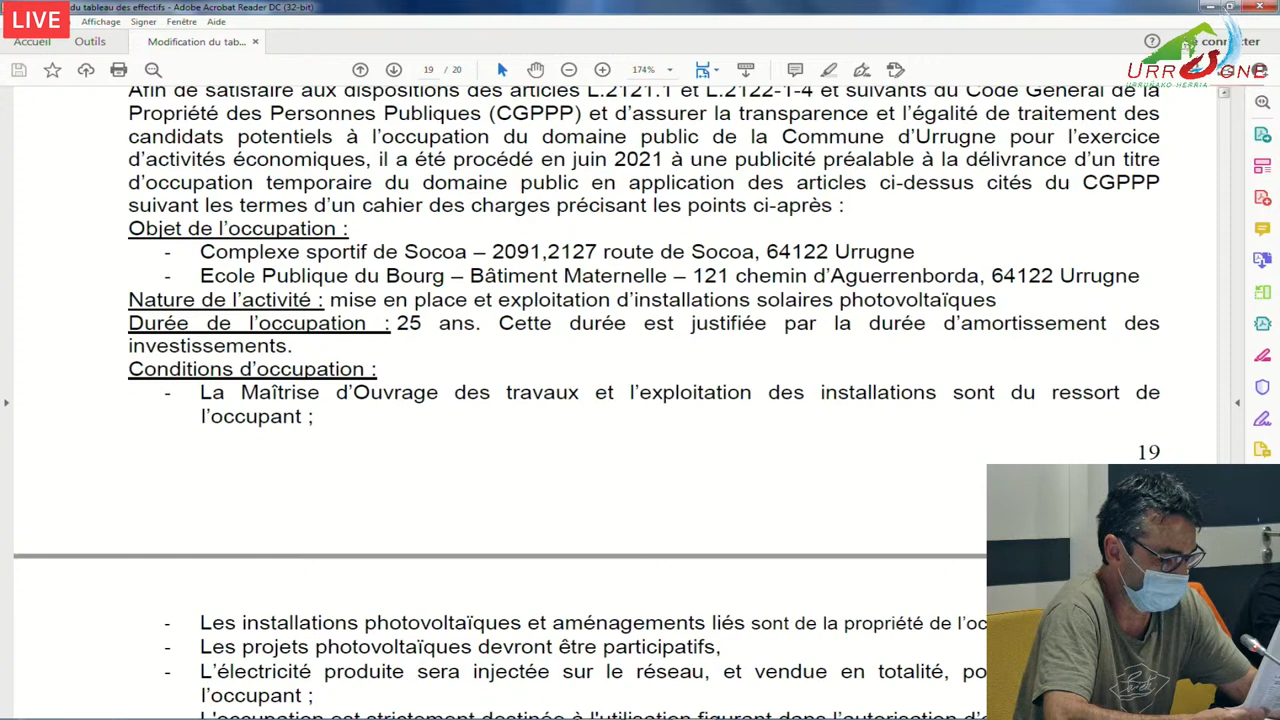 LIVE
du tableau des effectifs - Adobe Acrobat Reader DC (32-bit)
Affichage Signer Fenêtre Aide
Accueil Outils Modification du tab... ×
connecter
URRUGNE
URRUÑAKO HERRIA
19 / 20 174%
Afin de satisfaire aux dispositions des articles L.2121.1 et L.2122-1-4 et suivants du Code Général de la
Propriété des Personnes Publiques (CGPPP) et d'assurer la transparence et l'égalité de traitement des
candidats potentiels à l'occupation du domaine public de la Commune d'Urrugne pour l'exercice
d'activités économiques, il a été procédé en juin 2021 à une publicité préalable à la délivrance d'un titre
d'occupation temporaire du domaine public en application des articles ci-dessus cités du CGPPP
suivant les termes d'un cahier des charges précisant les points ci-après :
Objet de l'occupation :
- Complexe sportif de Socoa – 2091,2127 route de Socoa, 64122 Urrugne
- Ecole Publique du Bourg – Bâtiment Maternelle – 121 chemin d'Aguerrenborda, 64122 Urrugne
Nature de l'activité : mise en place et exploitation d'installations solaires photovoltaïques
Durée de l'occupation : 25 ans. Cette durée est justifiée par la durée d'amortissement des
investissements.
Conditions d'occupation :
- La Maîtrise d'Ouvrage des travaux et l'exploitation des installations sont du ressort de
l'occupant ;
19
- Les installations photovoltaïques et aménagements liés sont de la propriété de l'oc
- Les projets photovoltaïques devront être participatifs,
- L'électricité produite sera injectée sur le réseau, et vendue en totalité, po
l'occupant ;
- L'occupation est strictement destinée à l'utilisation figurant dans l'autorisation d'